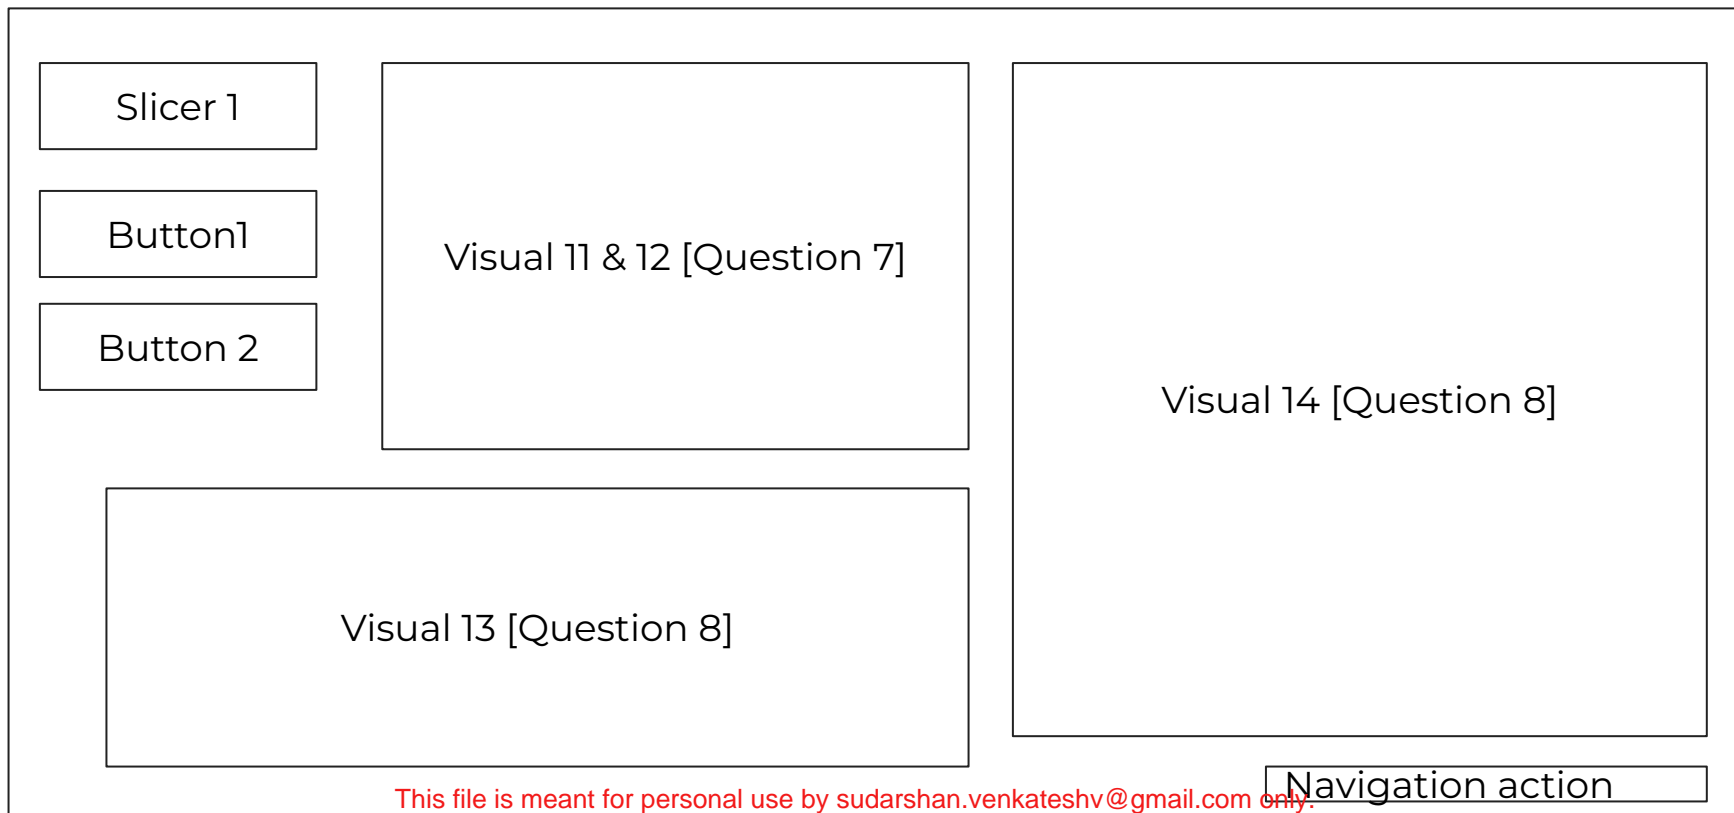 Slicer 1
Button1
Button 2
Visual 11 & 12 [Question 7]
Visual 14 [Question 8]
Visual 13 [Question 8]
Navigation action
This file is meant for personal use by sudarshan.venkateshv@gmail.com only.